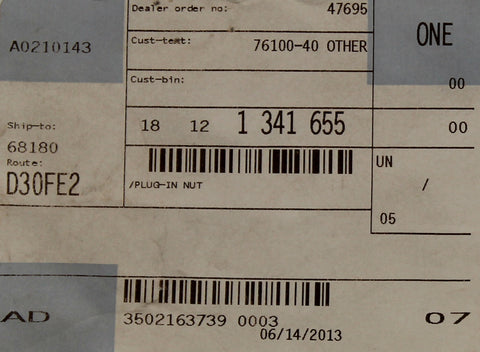 Dealer order no: 47695
A0210143
Cust-text: 76100-40 OTHER
ONE
Cust-bin:
00
Ship-to:
68180
18 12 1 341 655
00
Route:
D30FE2
/PLUG-IN NUT
UN
/
05
AD
3502163739 0003
07
06/14/2013